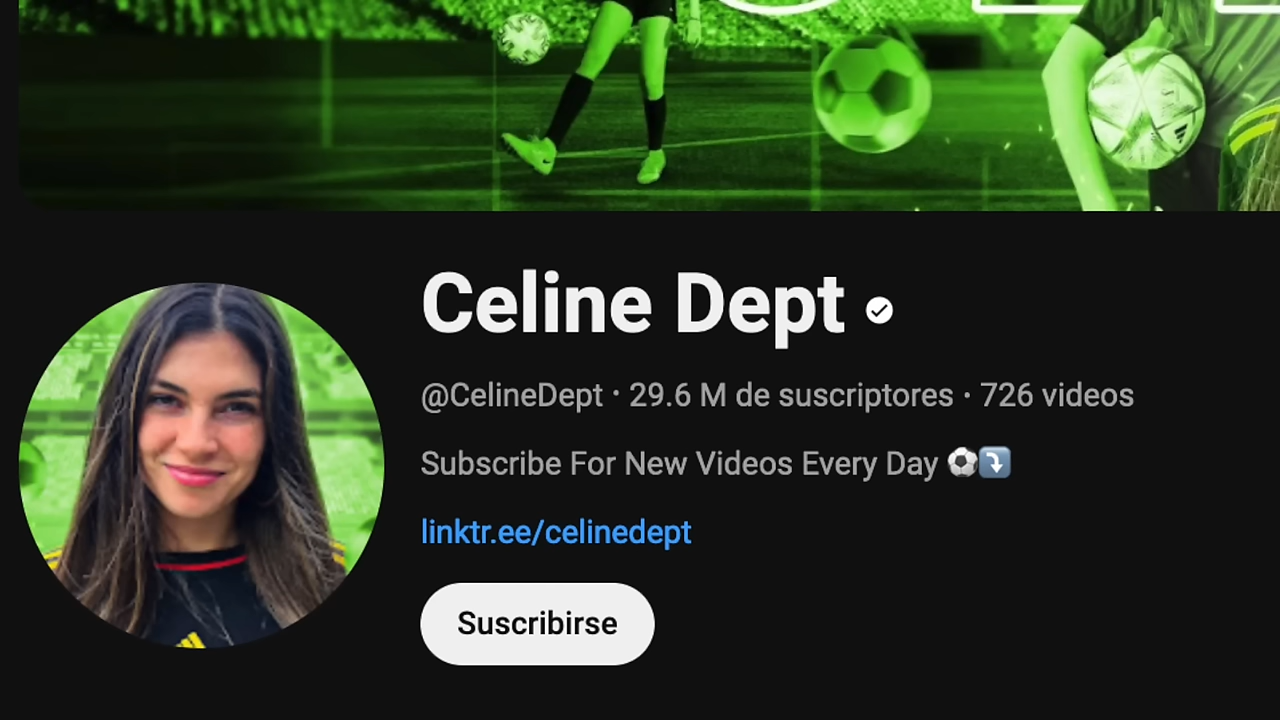 Celine Dept
@CelineDept · 29.6 M de suscriptores · 726 videos
Subscribe For New Videos Every Day ⚽⤵️
linktr.ee/celinedept
Suscribirse